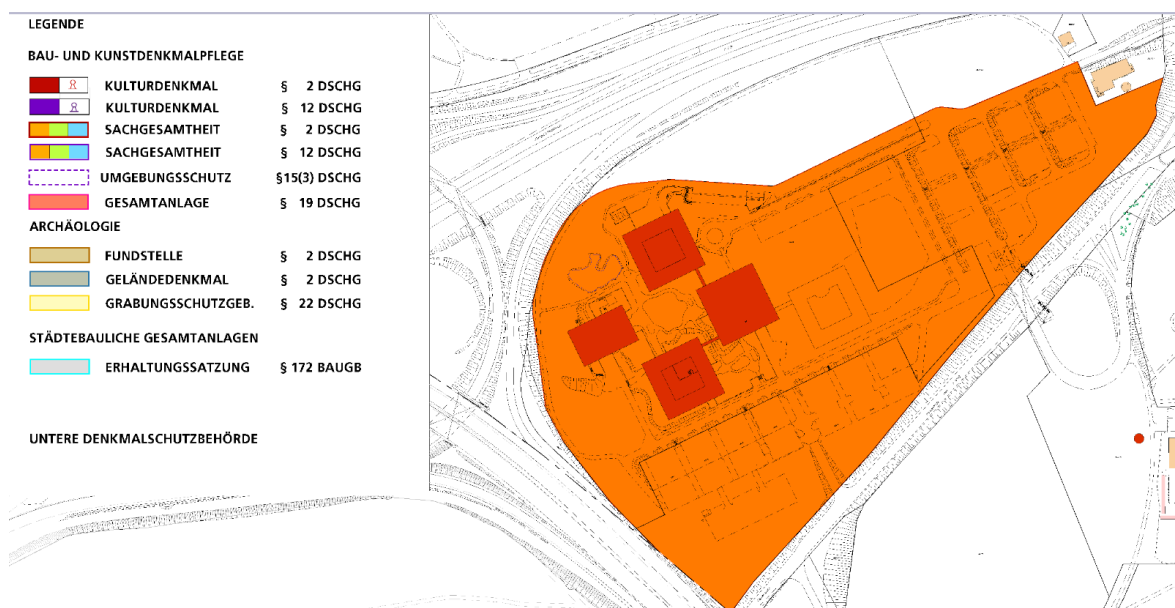 LEGENDE
BAU- UND KUNSTDENKMALPFLEGE
KULTURDENKMAL § 2 DSCHG
KULTURDENKMAL § 12 DSCHG
SACHGESAMTHEIT § 2 DSCHG
SACHGESAMTHEIT § 12 DSCHG
UMGEBUNGSSCHUTZ §15(3) DSCHG
GESAMTANLAGE § 19 DSCHG
ARCHÄOLOGIE
FUNDSTELLE § 2 DSCHG
GELÄNDEDENKMAL § 2 DSCHG
GRABUNGSSCHUTZGEB. § 22 DSCHG
STÄDTEBAULICHE GESAMTANLAGEN
ERHALTUNGSSATZUNG § 172 BAUGB
UNTERE DENKMALSCHUTZBEHÖRDE